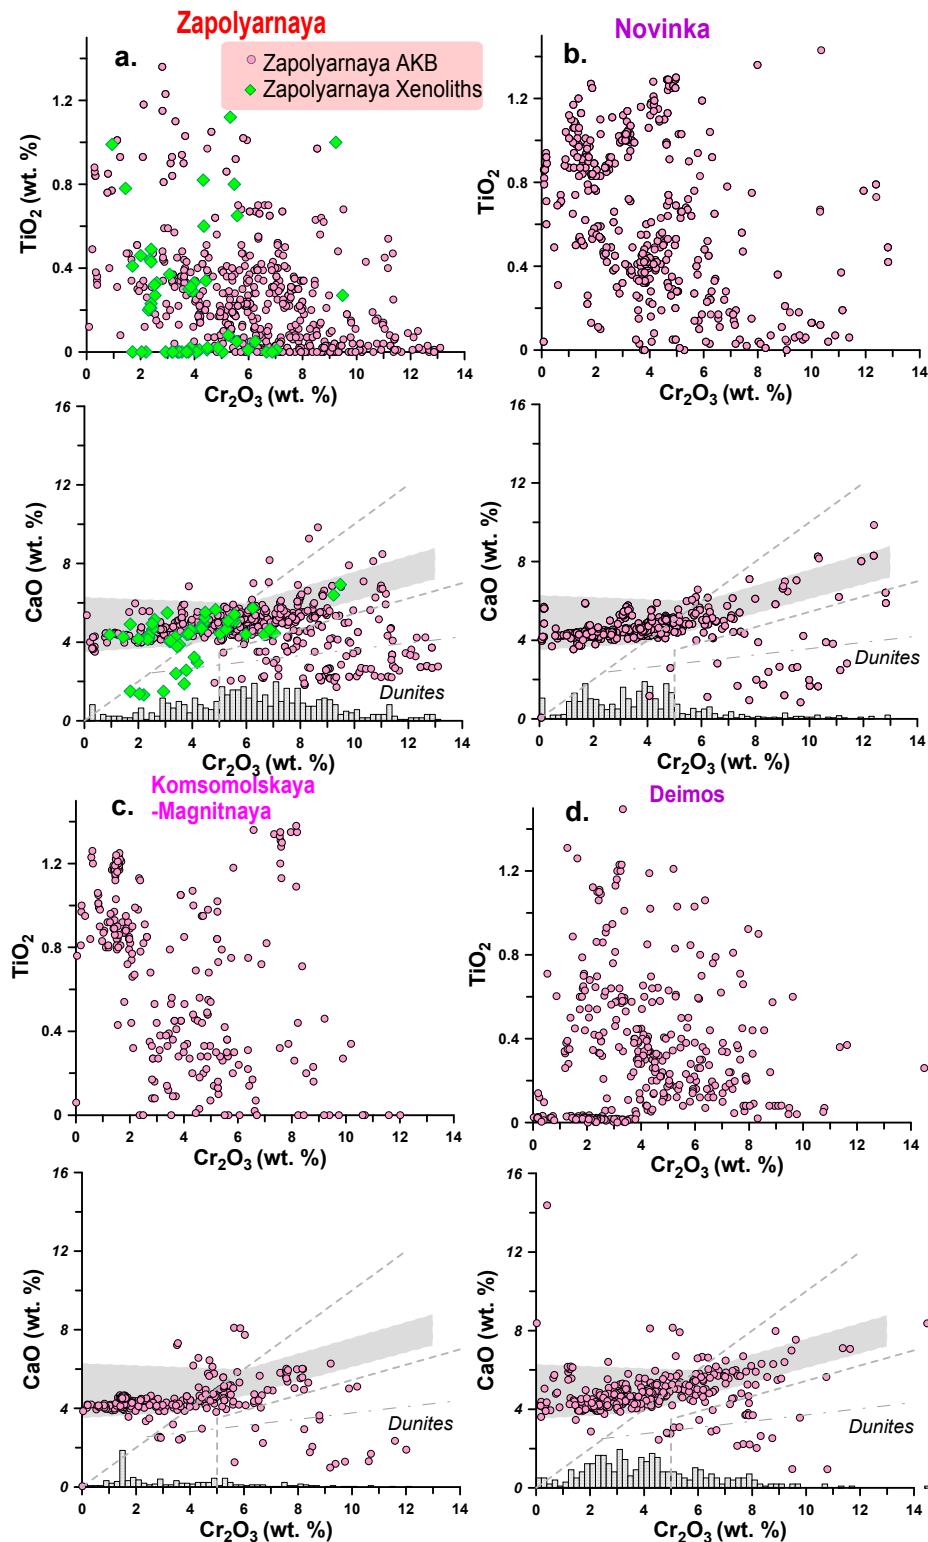 Zapolyarnaya
a.
Zapolyarnaya AKB
Zapolyarnaya Xenoliths
1.2
0.8
0.4
0
TiO2 (wt. %)
0 2 4 6 8 10 12 14
Cr2O3 (wt. %)
16
12
8
4
0
CaO (wt. %)
Dunites
0 2 4 6 8 10 12 14
Cr2O3 (wt. %)
Novinka
b.
1.2
0.8
0.4
0
TiO2
0 2 4 6 8 10 12 14
Cr2O3 (wt. %)
16
12
8
4
0
CaO (wt. %)
Dunites
0 2 4 6 8 10 12 14
Cr2O3 (wt. %)
Komsomolskaya
-Magnitnaya
c.
1.2
0.8
0.4
0
TiO2
0 2 4 6 8 10 12 14
Cr2O3 (wt. %)
16
12
8
4
0
CaO (wt. %)
Dunites
0 2 4 6 8 10 12 14
Cr2O3 (wt. %)
Deimos
d.
1.2
0.8
0.4
0
TiO2
0 2 4 6 8 10 12 14
Cr2O3 (wt. %)
16
12
8
4
0
CaO (wt. %)
Dunites
0 2 4 6 8 10 12 14
Cr2O3 (wt. %)